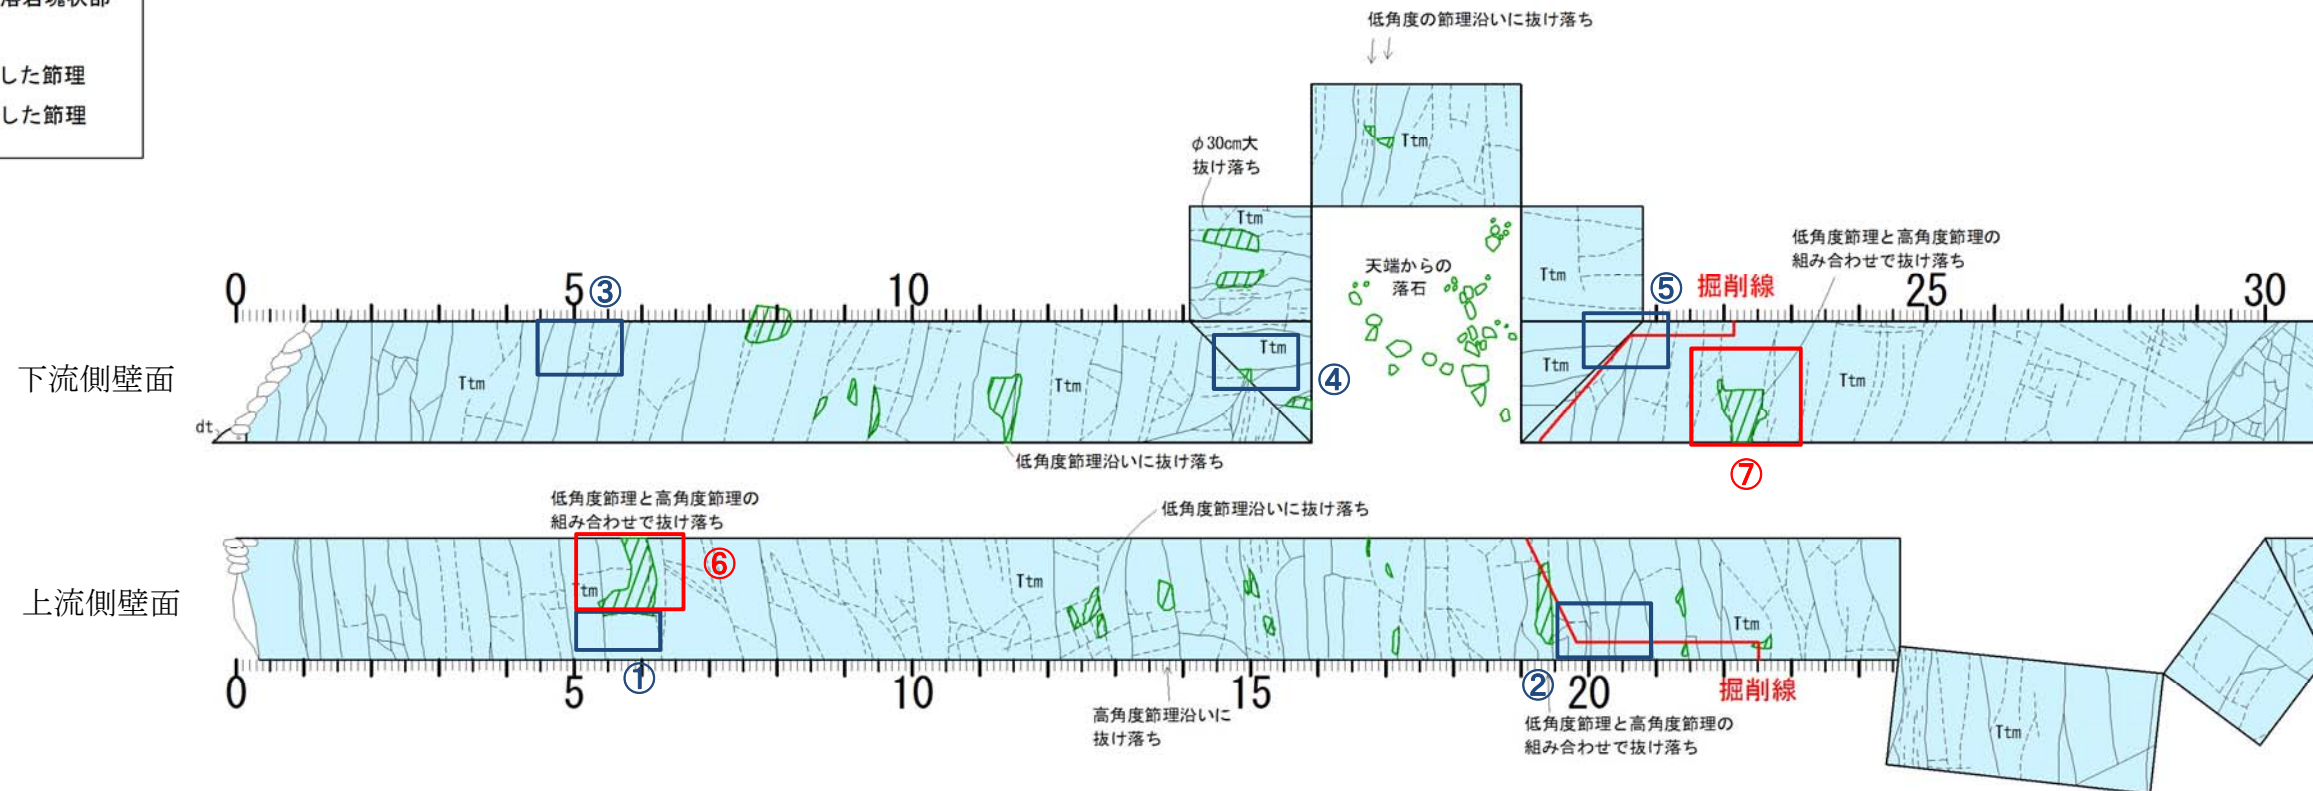 した節理
した節理
低角度の節理沿いに抜け落ち
Ttm
φ30cm大
抜け落ち
Ttm
天端からの
落石
Ttm
低角度節理と高角度節理の
組み合わせで抜け落ち
0
5
③
10
⑤
掘削線
25
30
下流側壁面
dt
Ttm
Ttm
Ttm
④
Ttm
Ttm
⑦
低角度節理沿いに抜け落ち
低角度節理と高角度節理の
組み合わせで抜け落ち
低角度節理沿いに抜け落ち
上流側壁面
⑥
Ttm
Ttm
Ttm
0
5
①
10
高角度節理沿いに
抜け落ち
15
②
20
掘削線
低角度節理と高角度節理の
組み合わせで抜け落ち
Ttm